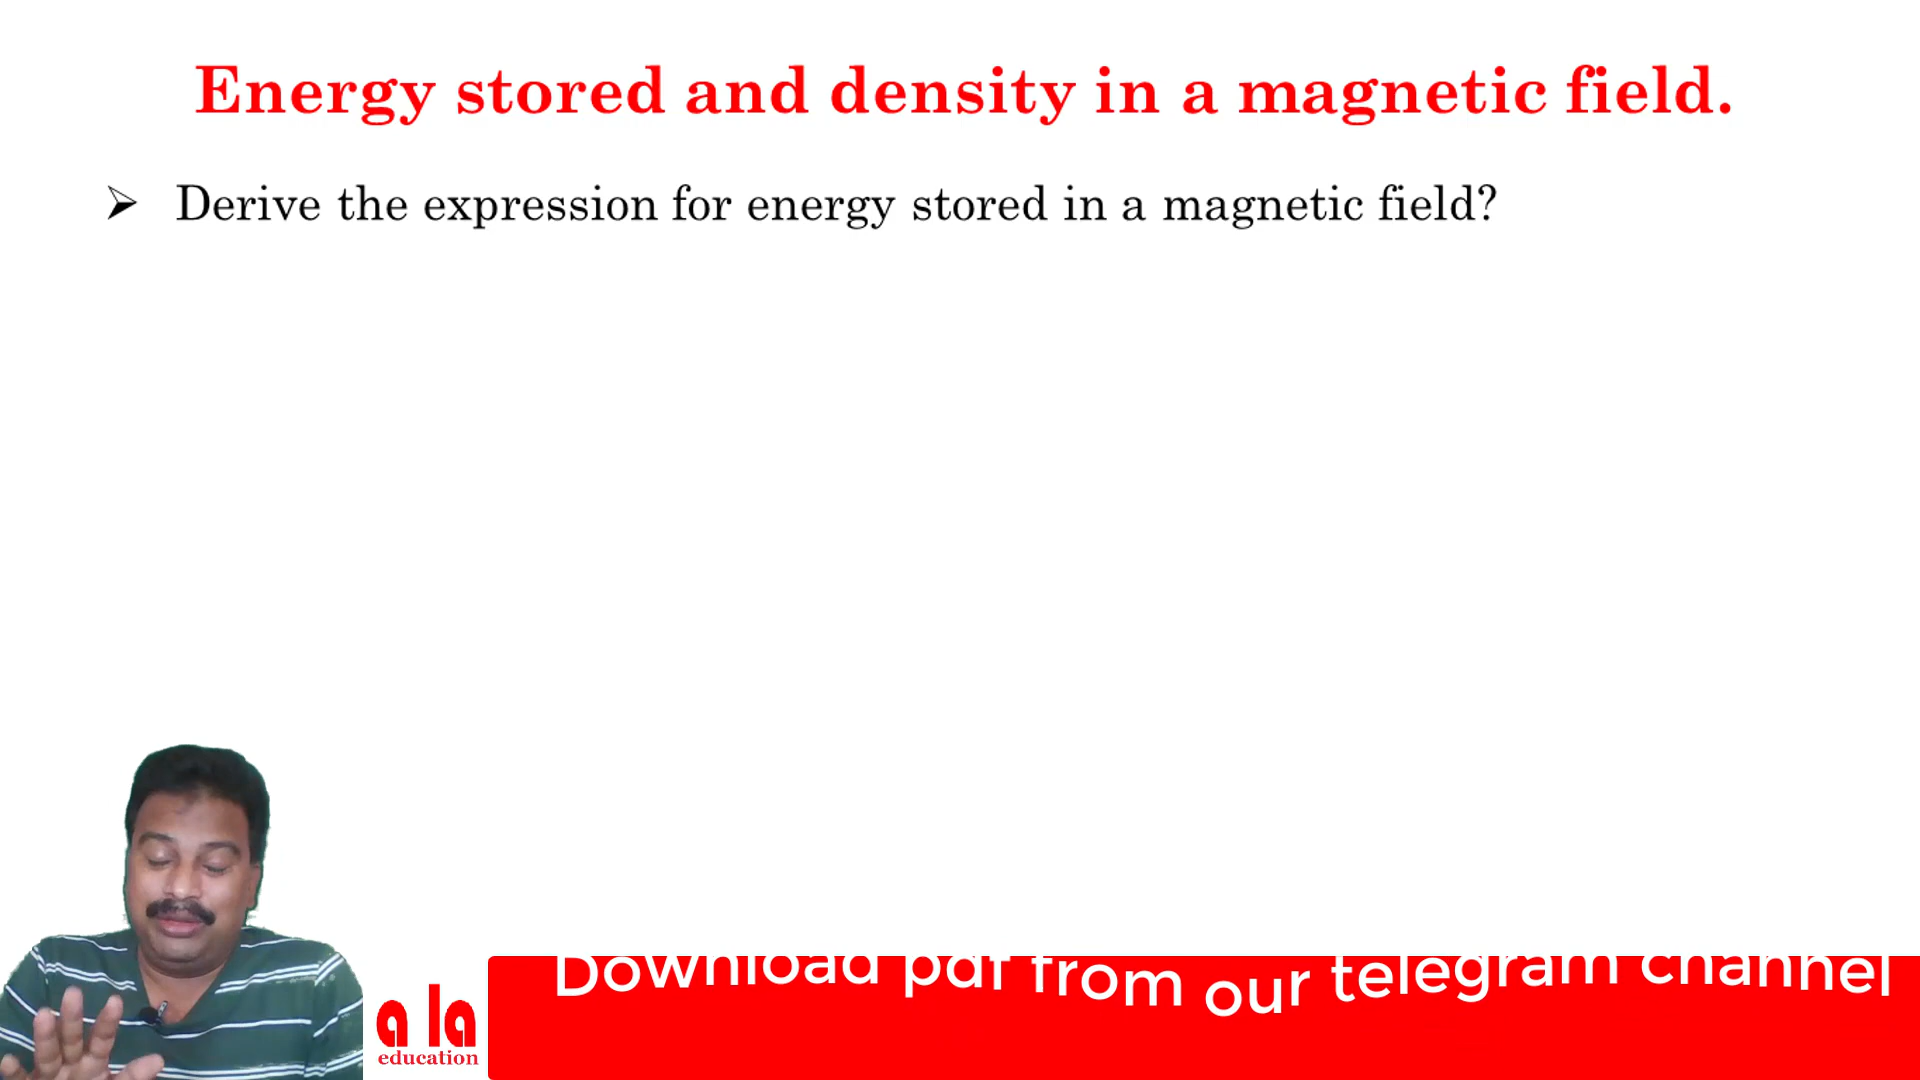 Energy stored and density in a magnetic field.
➢ Derive the expression for energy stored in a magnetic field?
Download pdf from our telegram channel
a la
education